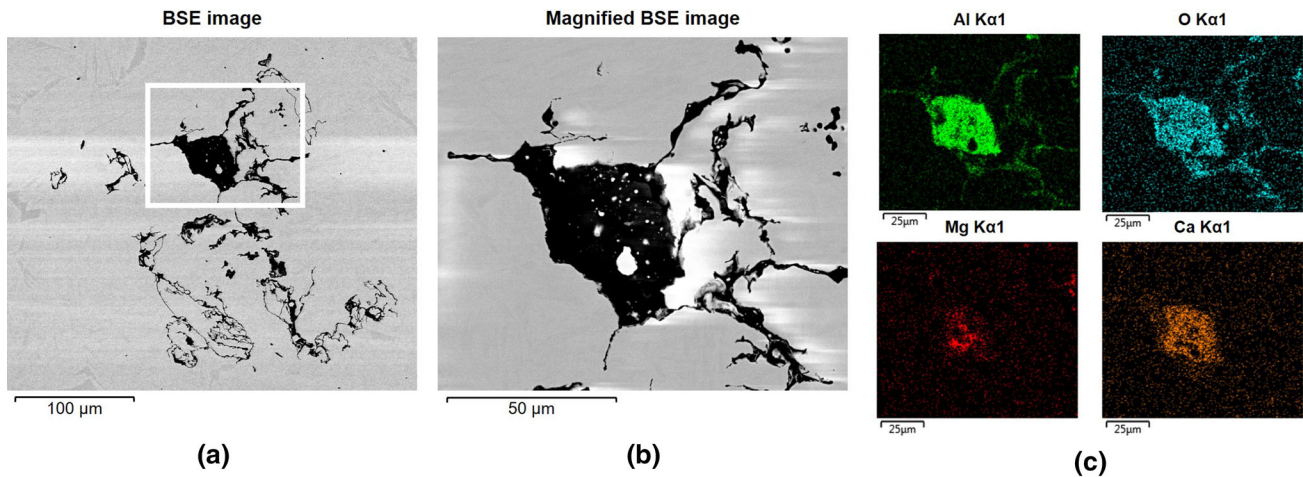 BSE image
Magnified BSE image
Al Kα1
O Kα1
25µm
25µm
Mg Kα1
Ca Kα1
25µm
25µm
100 µm
50 µm
(a)
(b)
(c)